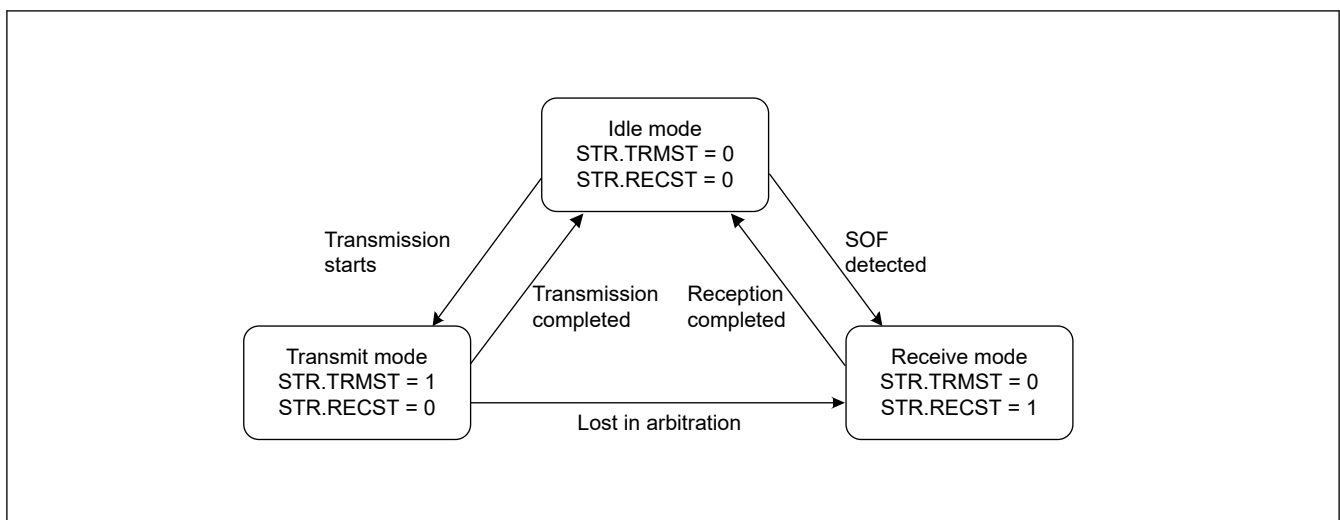 Idle mode
STR.TRMST = 0
STR.RECST = 0
Transmission
starts
SOF
detected
Transmission
completed
Reception
completed
Transmit mode
STR.TRMST = 1
STR.RECST = 0
Receive mode
STR.TRMST = 0
STR.RECST = 1
Lost in arbitration